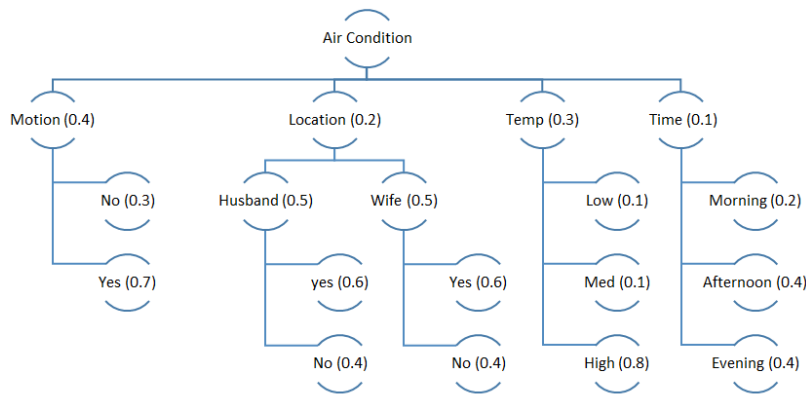 Air Condition
Motion (0.4)
Location (0.2)
Temp (0.3)
Time (0.1)
No (0.3)
Husband (0.5)
Wife (0.5)
Low (0.1)
Morning (0.2)
Yes (0.7)
yes (0.6)
Yes (0.6)
Med (0.1)
Afternoon (0.4)
No (0.4)
No (0.4)
High (0.8)
Evening (0.4)